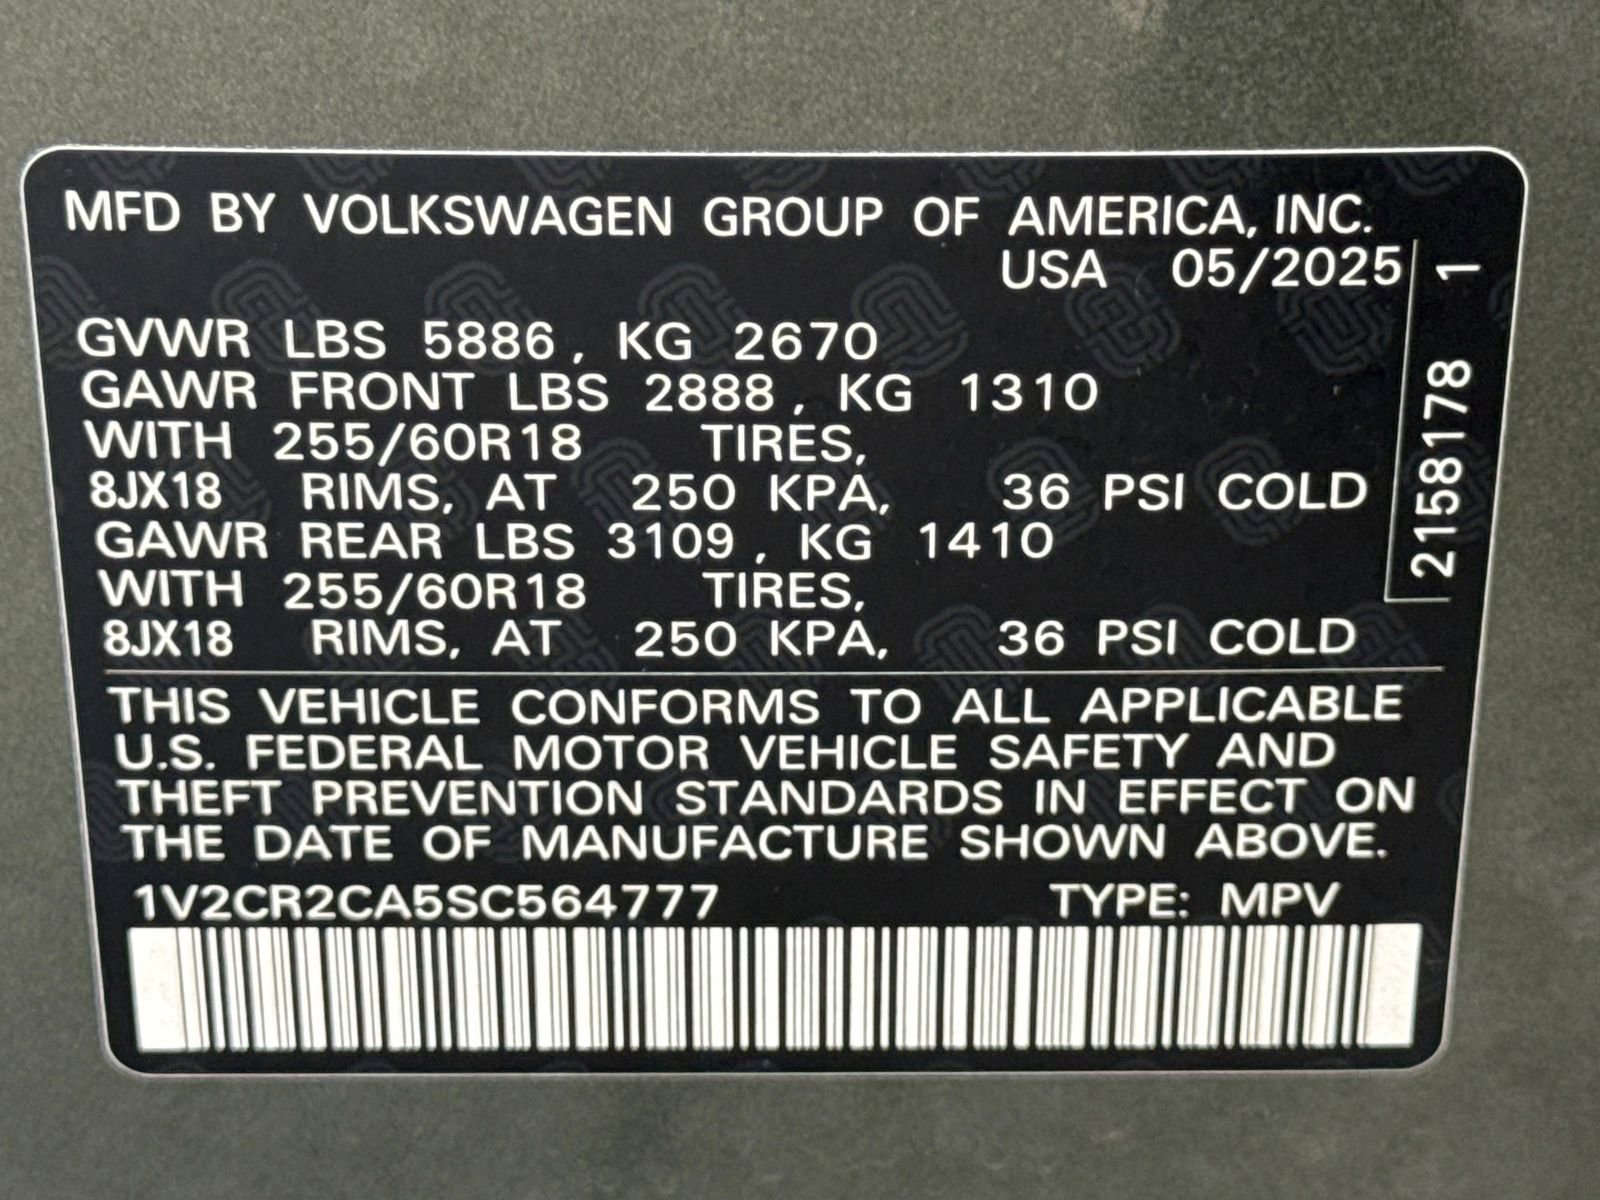 MFD BY VOLKSWAGEN GROUP OF AMERICA, INC.
USA 05/2025
GVWR LBS 5886, KG 2670
GAWR FRONT LBS 2888, KG 1310
WITH 255/60R18 TIRES,
8JX18 RIMS, AT 250 KPA, 36 PSI COLD
GAWR REAR LBS 3109, KG 1410
WITH 255/60R18 TIRES,
8JX18 RIMS, AT 250 KPA, 36 PSI COLD
2158178 1
THIS VEHICLE CONFORMS TO ALL APPLICABLE
U.S. FEDERAL MOTOR VEHICLE SAFETY AND
THEFT PREVENTION STANDARDS IN EFFECT ON
THE DATE OF MANUFACTURE SHOWN ABOVE.
1V2CR2CA5SC564777 TYPE: MPV